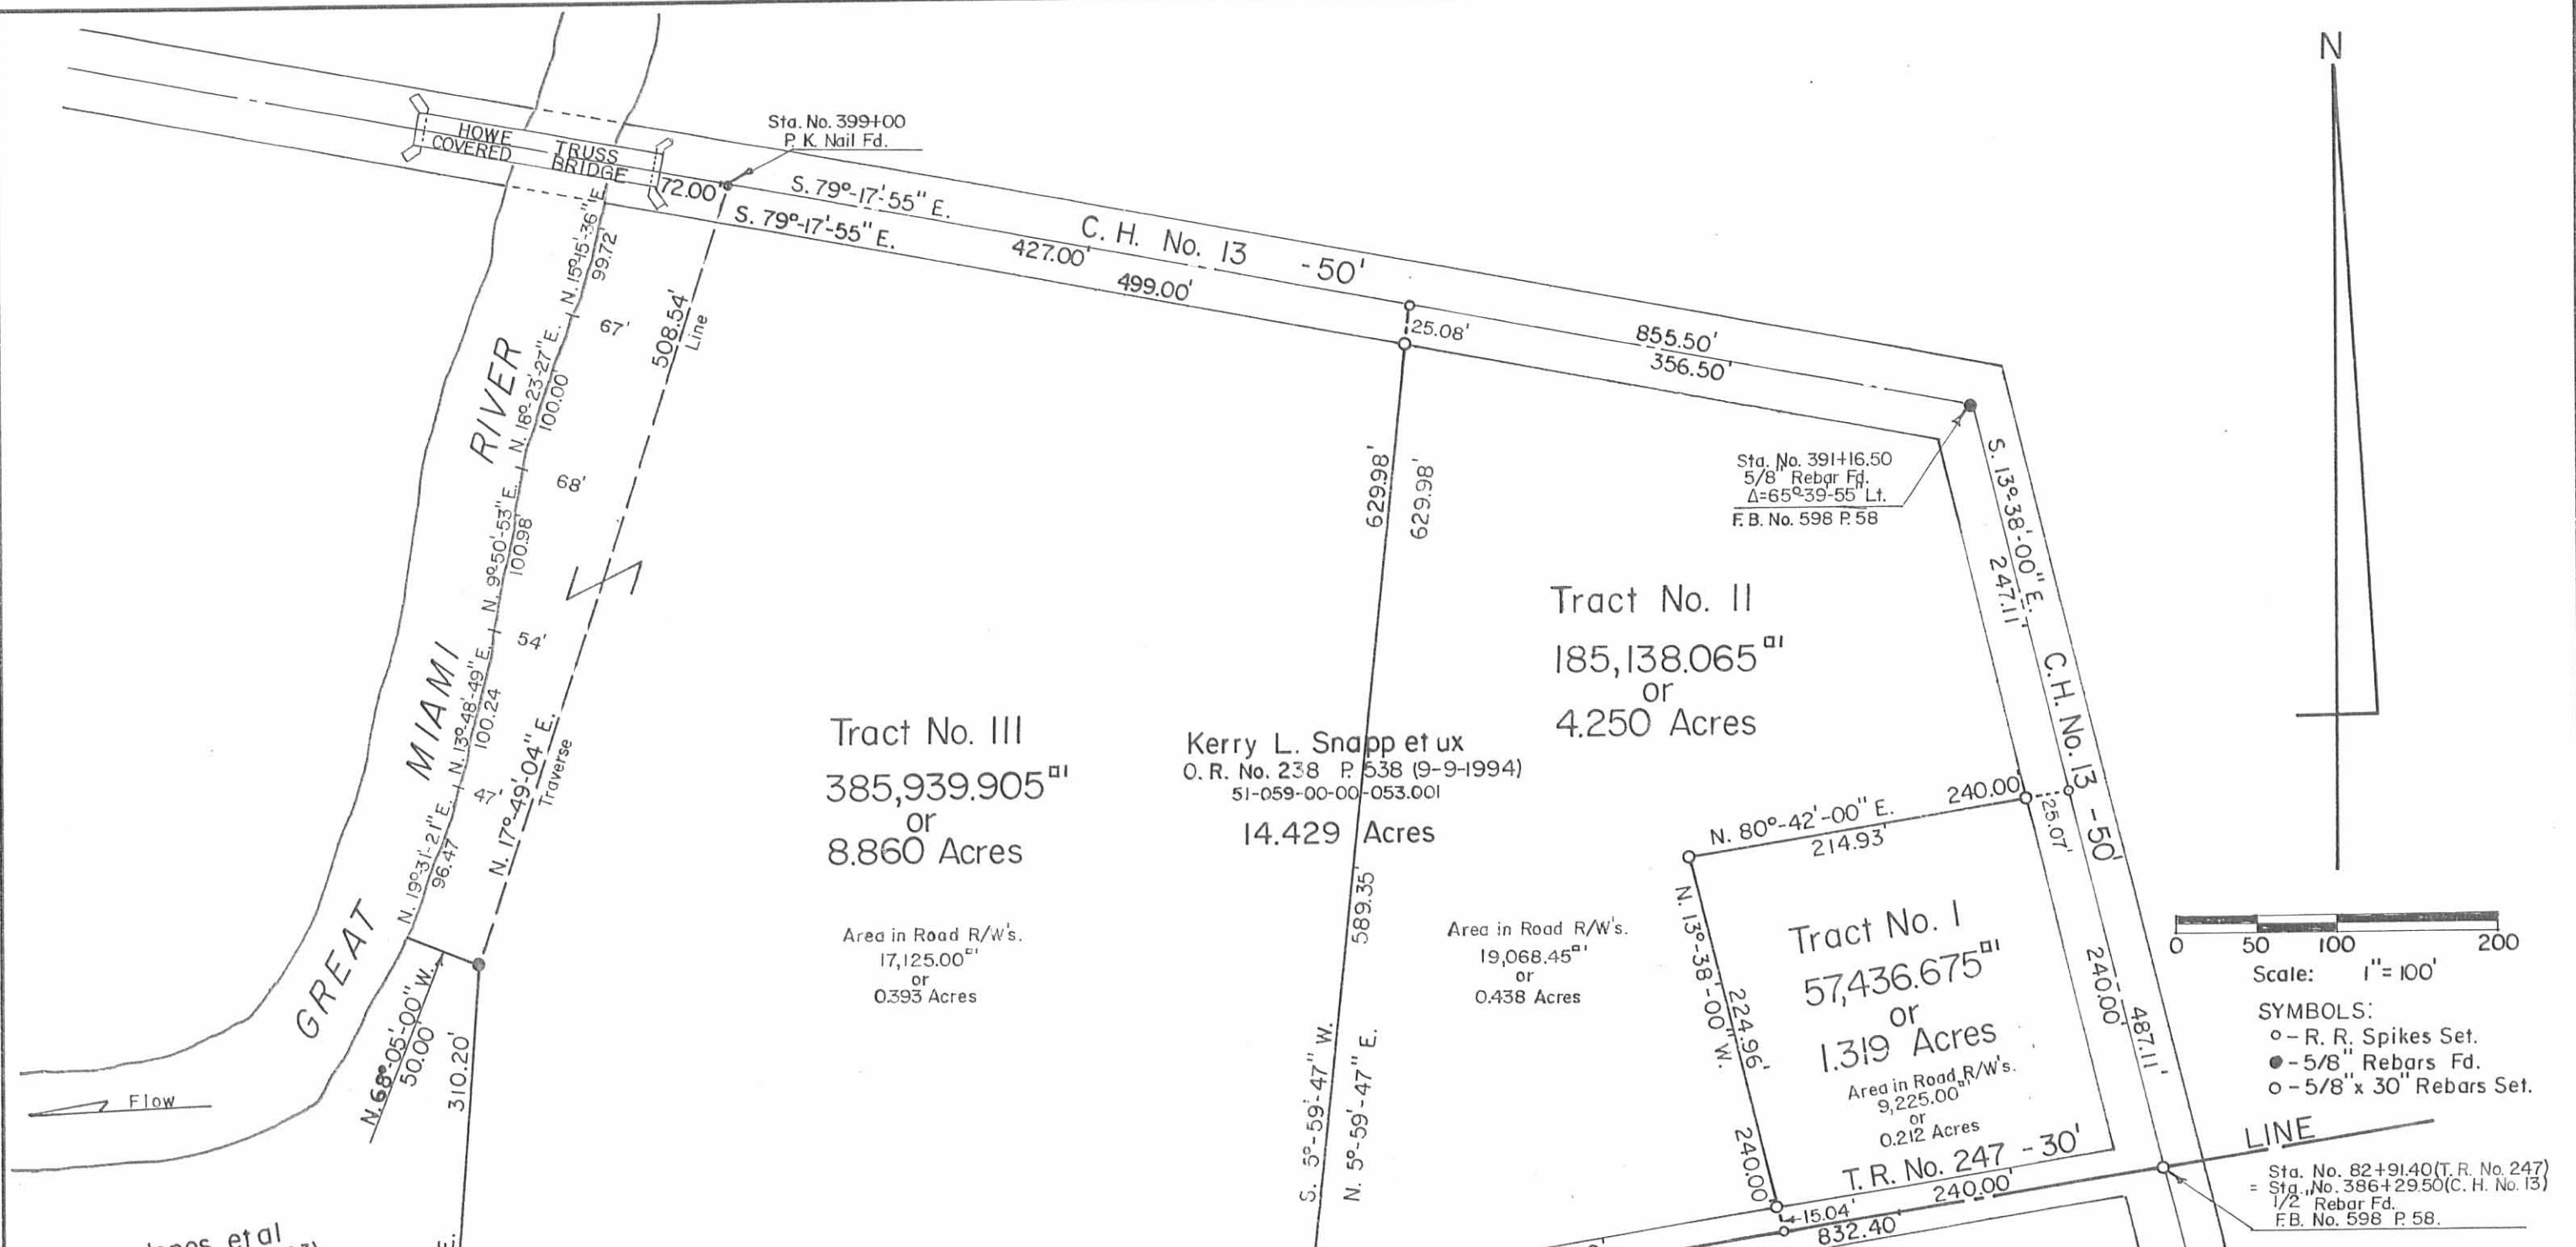 N
Sta. No. 399+00
P. K. Nail Fd.
HOWE TRUSS
COVERED BRIDGE
72.00'
S. 79°-17'-55" E.
S. 79°-17'-55" E.
427.00'
499.00'
C. H. No. 13 -50'
25.08'
855.50'
356.50'
Sta. No. 391+16.50
5/8" Rebar Fd.
Δ=65°-39-55" Lt.
F. B. No. 598 P. 58
S. 13°-38'-00" E.
247.11'
C. H. No. 13 -50'
N. 15°-15'-36" E.
99.72'
67'
508.54'
Line
N. 18°-23'-27" E.
100.00'
68'
N. 9°-50'-53" E.
100.98'
54'
N. 13°-48'-49" E.
100.24
47'
N. 19°-31'-21" E.
96.47'
N. 17°-49'-04" E.
Traverse
GREAT MIAMI RIVER
N. 68°-05'-00" W.
50.00'
310.20'
Flow
629.98'
629.98'
Tract No. III
385,939.905□'
or
8.860 Acres
Area in Road R/W's.
17,125.00□'
or
0.393 Acres
Kerry L. Snapp et ux
O. R. No. 238 P. 538 (9-9-1994)
51-059-00-00-053.001
14.429 Acres
589.35'
S. 5°-59'-47" W.
N. 5°-59'-47" E.
Tract No. II
185,138.065□'
or
4.250 Acres
Area in Road R/W's.
19,068.45□'
or
0.438 Acres
N. 80°-42'-00" E.
240.00'
214.93'
25.07'
N. 13°-38'-00" W.
224.96'
240.00'
Tract No. I
57,436.675□'
or
1.319 Acres
Area in Road R/W's.
9,225.00□'
or
0.212 Acres
240.00'
487.11'
T. R. No. 247 -30'
240.00'
15.04'
832.40'
LINE
0 50 100 200
Scale: 1"= 100'
SYMBOLS:
o – R. R. Spikes Set.
● – 5/8" Rebars Fd.
o – 5/8" x 30" Rebars Set.
Sta. No. 82+91.40 (T. R. No. 247)
= Sta. No. 386+29.50 (C. H. No. 13)
1/2" Rebar Fd.
F. B. No. 598 P. 58.
et al
E.